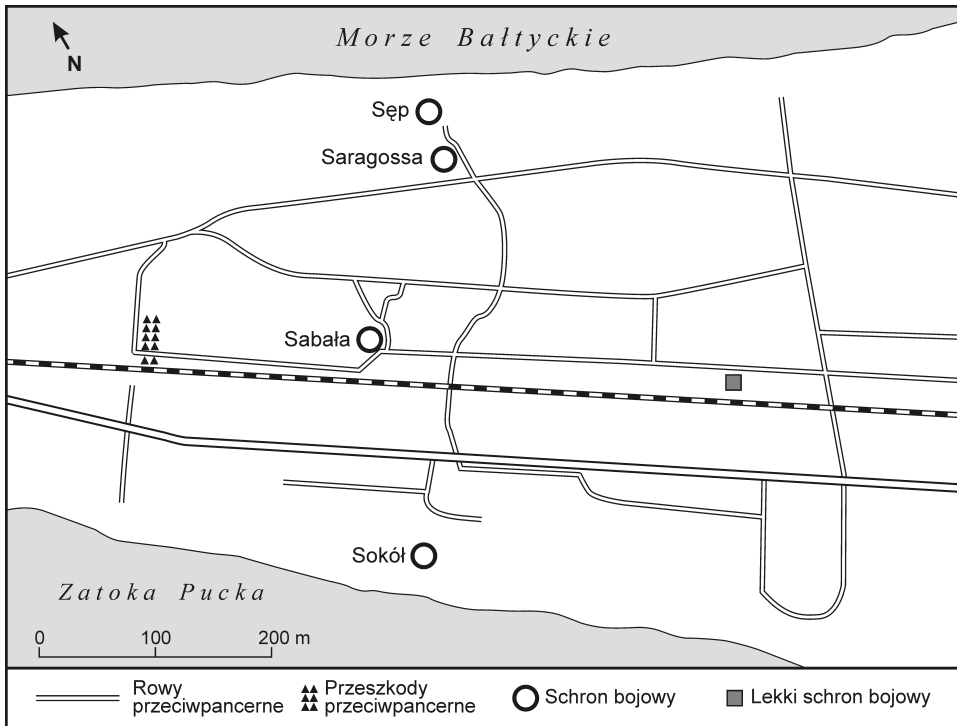 Morze Bałtyckie
N
Sęp
Saragossa
Sabała
Sokół
Zatoka Pucka
0 100 200 m
Rowy
przeciwpancerne
Przeszkody
przeciwpancerne
Schron bojowy
Lekki schron bojowy